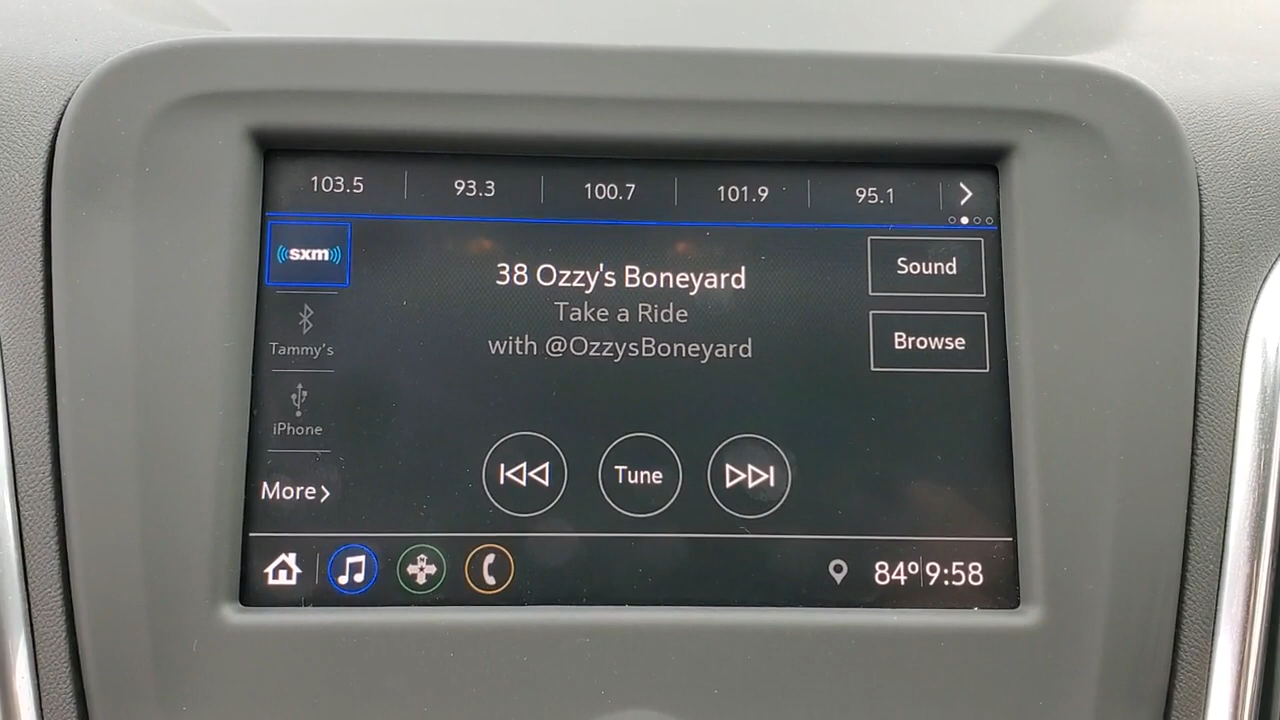 103.5 93.3 100.7 101.9 95.1
sxm
38 Ozzy's Boneyard
Take a Ride
with @OzzysBoneyard
Sound
Browse
Tammy's
iPhone
More
Tune
N
84° 9:58